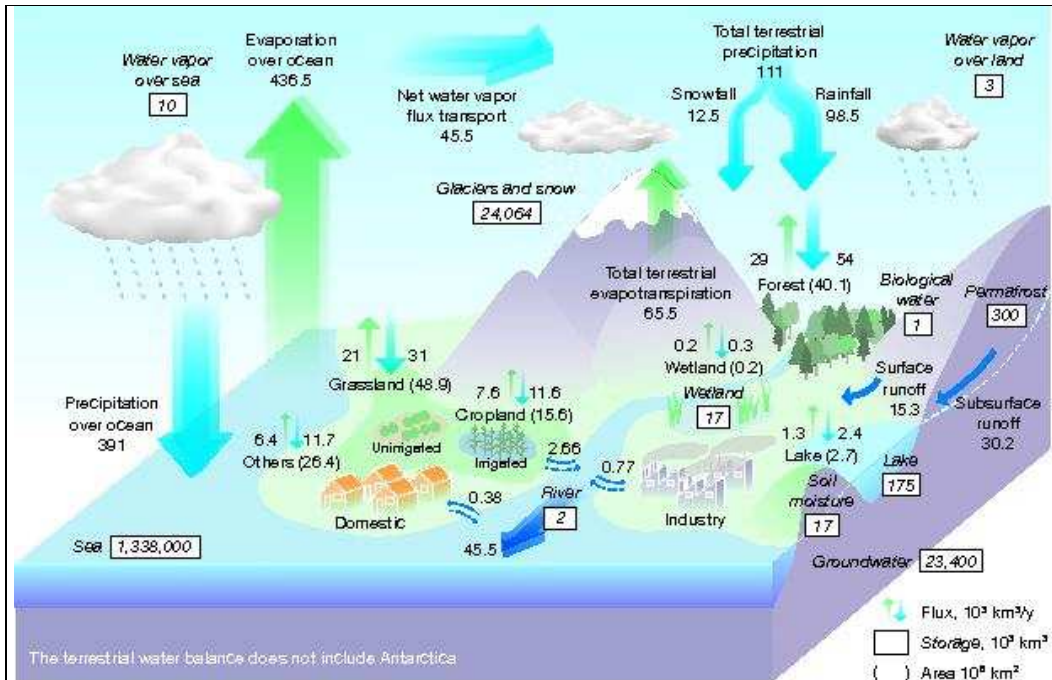 Water vapor
over sea
10
Evaporation
over ocean
436.5
Net water vapor
flux transport
45.5
Total terrestrial
precipitation
111
Snowfall
12.5
Rainfall
98.5
Water vapor
over land
3
Glaciers and snow
24,064
Total terrestrial
evapotranspiration
65.5
29
54
Forest (40.1)
Biological
water
1
Permafrost
300
21
31
Grassland (48.9)
7.6
11.6
Cropland (15.6)
0.2
0.3
Wetland (0.2)
Wetland
17
Surface
runoff
15.3
Subsurface
runoff
30.2
Precipitation
over ocean
391
6.4
11.7
Others (26.4)
Unirrigated
Irrigated
2.66
0.77
1.3
2.4
Lake (2.7)
Lake
175
Soil
moisture
17
0.38
River
2
Domestic
Industry
45.5
Sea 1,338,000
Groundwater 23,400
Flux, 10³ km³/y
Storage, 10³ km³
( ) Area 10⁶ km²
The terrestrial water balance does not include Antarctica